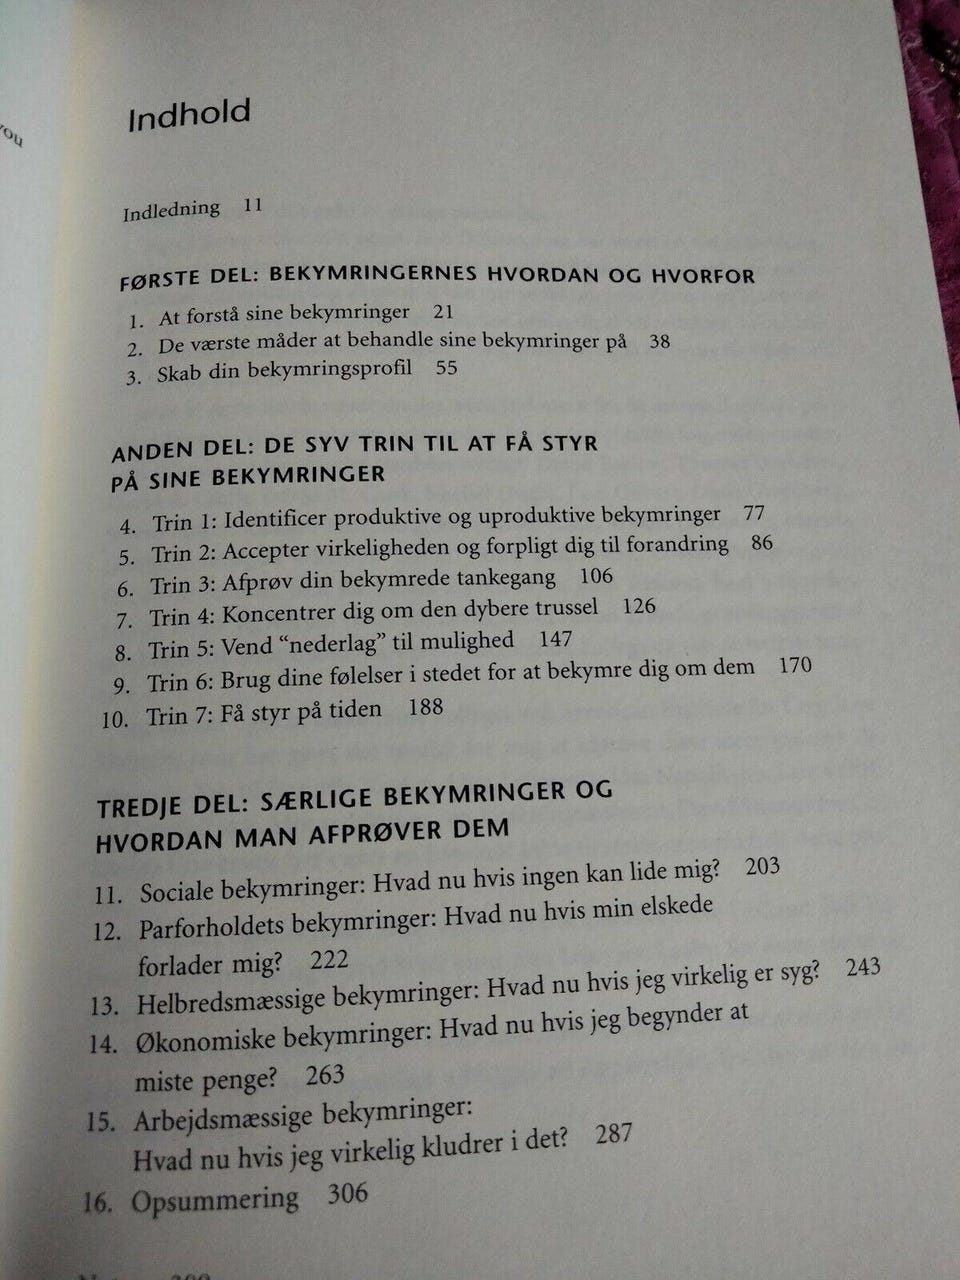 you
Indhold
Indledning 11
FØRSTE DEL: BEKYMRINGERNES HVORDAN OG HVORFOR
1. At forstå sine bekymringer 21
2. De værste måder at behandle sine bekymringer på 38
3. Skab din bekymringsprofil 55
ANDEN DEL: DE SYV TRIN TIL AT FÅ STYR
PÅ SINE BEKYMRINGER
4. Trin 1: Identificer produktive og uproduktive bekymringer 77
5. Trin 2: Accepter virkeligheden og forpligt dig til forandring 86
6. Trin 3: Afprøv din bekymrede tankegang 106
7. Trin 4: Koncentrer dig om den dybere trussel 126
8. Trin 5: Vend “nederlag” til mulighed 147
9. Trin 6: Brug dine følelser i stedet for at bekymre dig om dem 170
10. Trin 7: Få styr på tiden 188
TREDJE DEL: SÆRLIGE BEKYMRINGER OG
HVORDAN MAN AFPRØVER DEM
11. Sociale bekymringer: Hvad nu hvis ingen kan lide mig? 203
12. Parforholdets bekymringer: Hvad nu hvis min elskede
forlader mig? 222
13. Helbredsmæssige bekymringer: Hvad nu hvis jeg virkelig er syg? 243
14. Økonomiske bekymringer: Hvad nu hvis jeg begynder at
miste penge? 263
15. Arbejdsmæssige bekymringer:
Hvad nu hvis jeg virkelig kludrer i det? 287
16. Opsummering 306